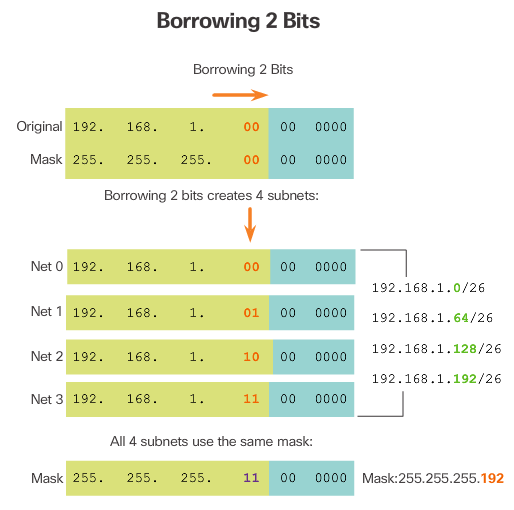 Borrowing 2 Bits
Borrowing 2 Bits
Original 192. 168. 1. 00 00 0000
Mask 255. 255. 255. 00 00 0000
Borrowing 2 bits creates 4 subnets:
Net 0 192. 168. 1. 00 00 0000
192.168.1.0/26
Net 1 192. 168. 1. 01 00 0000
192.168.1.64/26
Net 2 192. 168. 1. 10 00 0000
192.168.1.128/26
192.168.1.192/26
Net 3 192. 168. 1. 11 00 0000
All 4 subnets use the same mask:
Mask 255. 255. 255. 11 00 0000 Mask:255.255.255.192